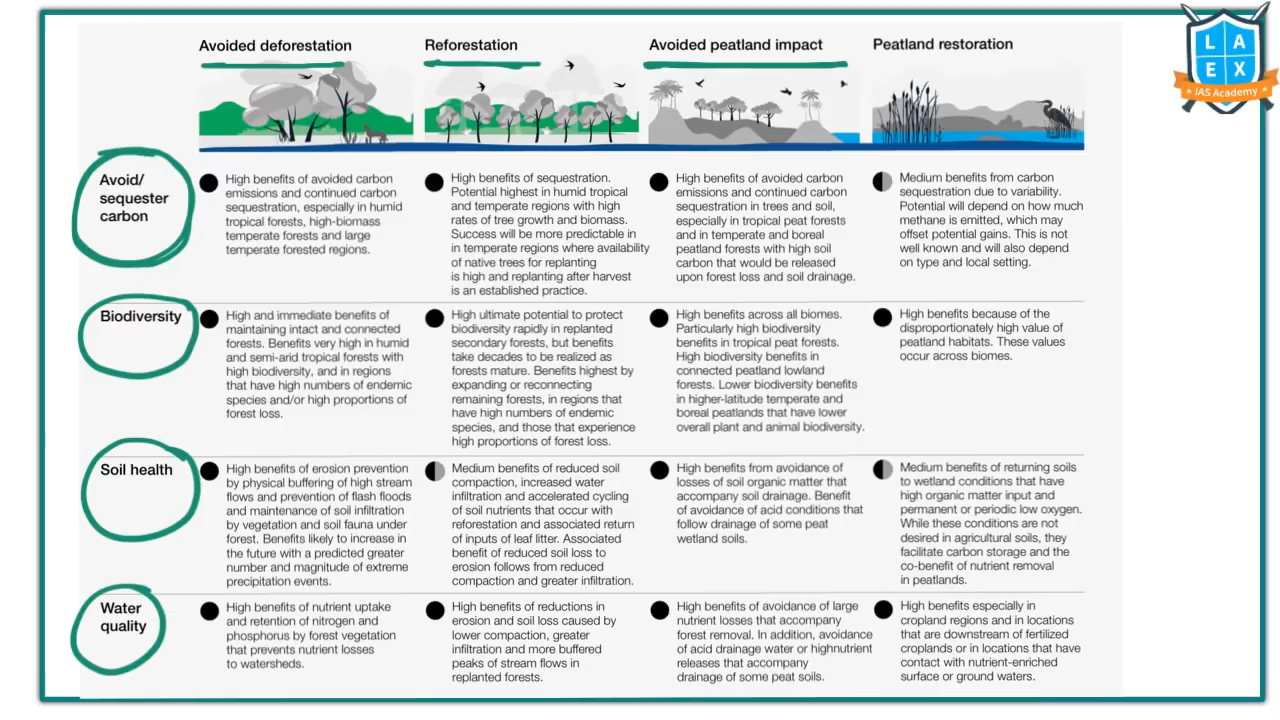 Avoided deforestation
Reforestation
Avoided peatland impact
Peatland restoration
L A
E X
IAS Academy
Avoid/
sequester
carbon
High benefits of avoided carbon
emissions and continued carbon
sequestration, especially in humid
tropical forests, high-biomass
temperate forests and large
temperate forested regions.
High benefits of sequestration.
Potential highest in humid tropical
and temperate regions with high
rates of tree growth and biomass.
Success will be more predictable in
in temperate regions where availability
of native trees for replanting
is high and replanting after harvest
is an established practice.
High benefits of avoided carbon
emissions and continued carbon
sequestration in trees and soil,
especially in tropical peat forests
and in temperate and boreal
peatland forests with high soil
carbon that would be released
upon forest loss and soil drainage.
Medium benefits from carbon
sequestration due to variability.
Potential will depend on how much
methane is emitted, which may
offset potential gains. This is not
well known and will also depend
on type and local setting.
Biodiversity
High and immediate benefits of
maintaining intact and connected
forests. Benefits very high in humid
and semi-arid tropical forests with
high biodiversity, and in regions
that have high numbers of endemic
species and/or high proportions of
forest loss.
High ultimate potential to protect
biodiversity rapidly in replanted
secondary forests, but benefits
take decades to be realized as
forests mature. Benefits highest by
expanding or reconnecting
remaining forests, in regions that
have high numbers of endemic
species, and those that experience
high proportions of forest loss.
High benefits across all biomes.
Particularly high biodiversity
benefits in tropical peat forests.
High biodiversity benefits in
connected peatland lowland
forests. Lower biodiversity benefits
in higher-latitude temperate and
boreal peatlands that have lower
overall plant and animal biodiversity.
High benefits because of the
disproportionately high value of
peatland habitats. These values
occur across biomes.
Soil health
High benefits of erosion prevention
by physical buffering of high stream
flows and prevention of flash floods
and maintenance of soil infiltration
by vegetation and soil fauna under
forest. Benefits likely to increase in
the future with a predicted greater
number and magnitude of extreme
precipitation events.
Medium benefits of reduced soil
compaction, increased water
infiltration and accelerated cycling
of soil nutrients that occur with
reforestation and associated return
of inputs of leaf litter. Associated
benefit of reduced soil loss to
erosion follows from reduced
compaction and greater infiltration.
High benefits from avoidance of
losses of soil organic matter that
accompany soil drainage. Benefit
of avoidance of acid conditions that
follow drainage of some peat
wetland soils.
Medium benefits of returning soils
to wetland conditions that have
high organic matter input and
permanent or periodic low oxygen.
While these conditions are not
desired in agricultural soils, they
facilitate carbon storage and the
co-benefit of nutrient removal
in peatlands.
Water
quality
High benefits of nutrient uptake
and retention of nitrogen and
phosphorus by forest vegetation
that prevents nutrient losses
to watersheds.
High benefits of reductions in
erosion and soil loss caused by
lower compaction, greater
infiltration and more buffered
peaks of stream flows in
replanted forests.
High benefits of avoidance of large
nutrient losses that accompany
forest removal. In addition, avoidance
of acid drainage water or highnutrient
releases that accompany
drainage of some peat soils.
High benefits especially in
cropland regions and in locations
that are downstream of fertilized
croplands or in locations that have
contact with nutrient-enriched
surface or ground waters.